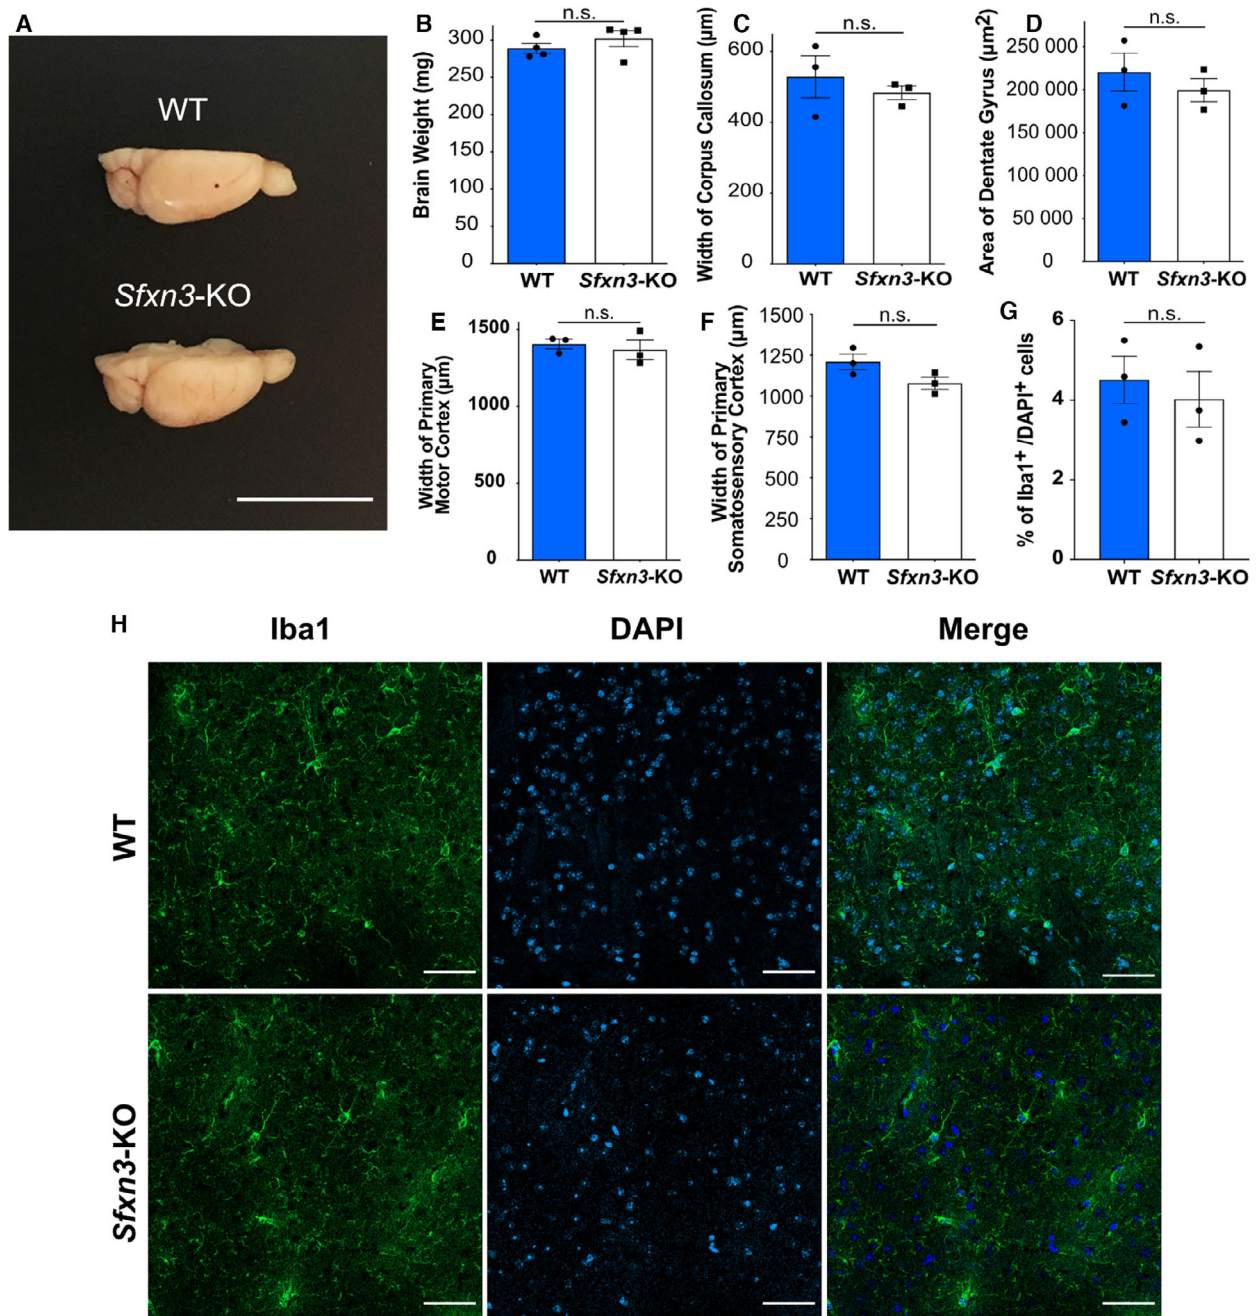 A
WT
Sfxn3-KO
B
n.s.
Brain Weight (mg)
300
250
200
150
100
50
0
WT
Sfxn3-KO
C
n.s.
Width of Corpus Callosum (µm)
600
400
200
0
WT
Sfxn3-KO
D
n.s.
Area of Dentate Gyrus (µm²)
250 000
200 000
150 000
100 000
50 000
0
WT
Sfxn3-KO
E
n.s.
Width of Primary
Motor Cortex (µm)
1500
1000
500
0
WT
Sfxn3-KO
F
n.s.
Width of Primary
Somatosensory Cortex (µm)
1500
1250
1000
750
500
250
0
WT
Sfxn3-KO
G
n.s.
% of Iba1⁺ /DAPI⁺ cells
6
4
2
0
WT
Sfxn3-KO
H
Iba1
DAPI
Merge
WT
Sfxn3-KO